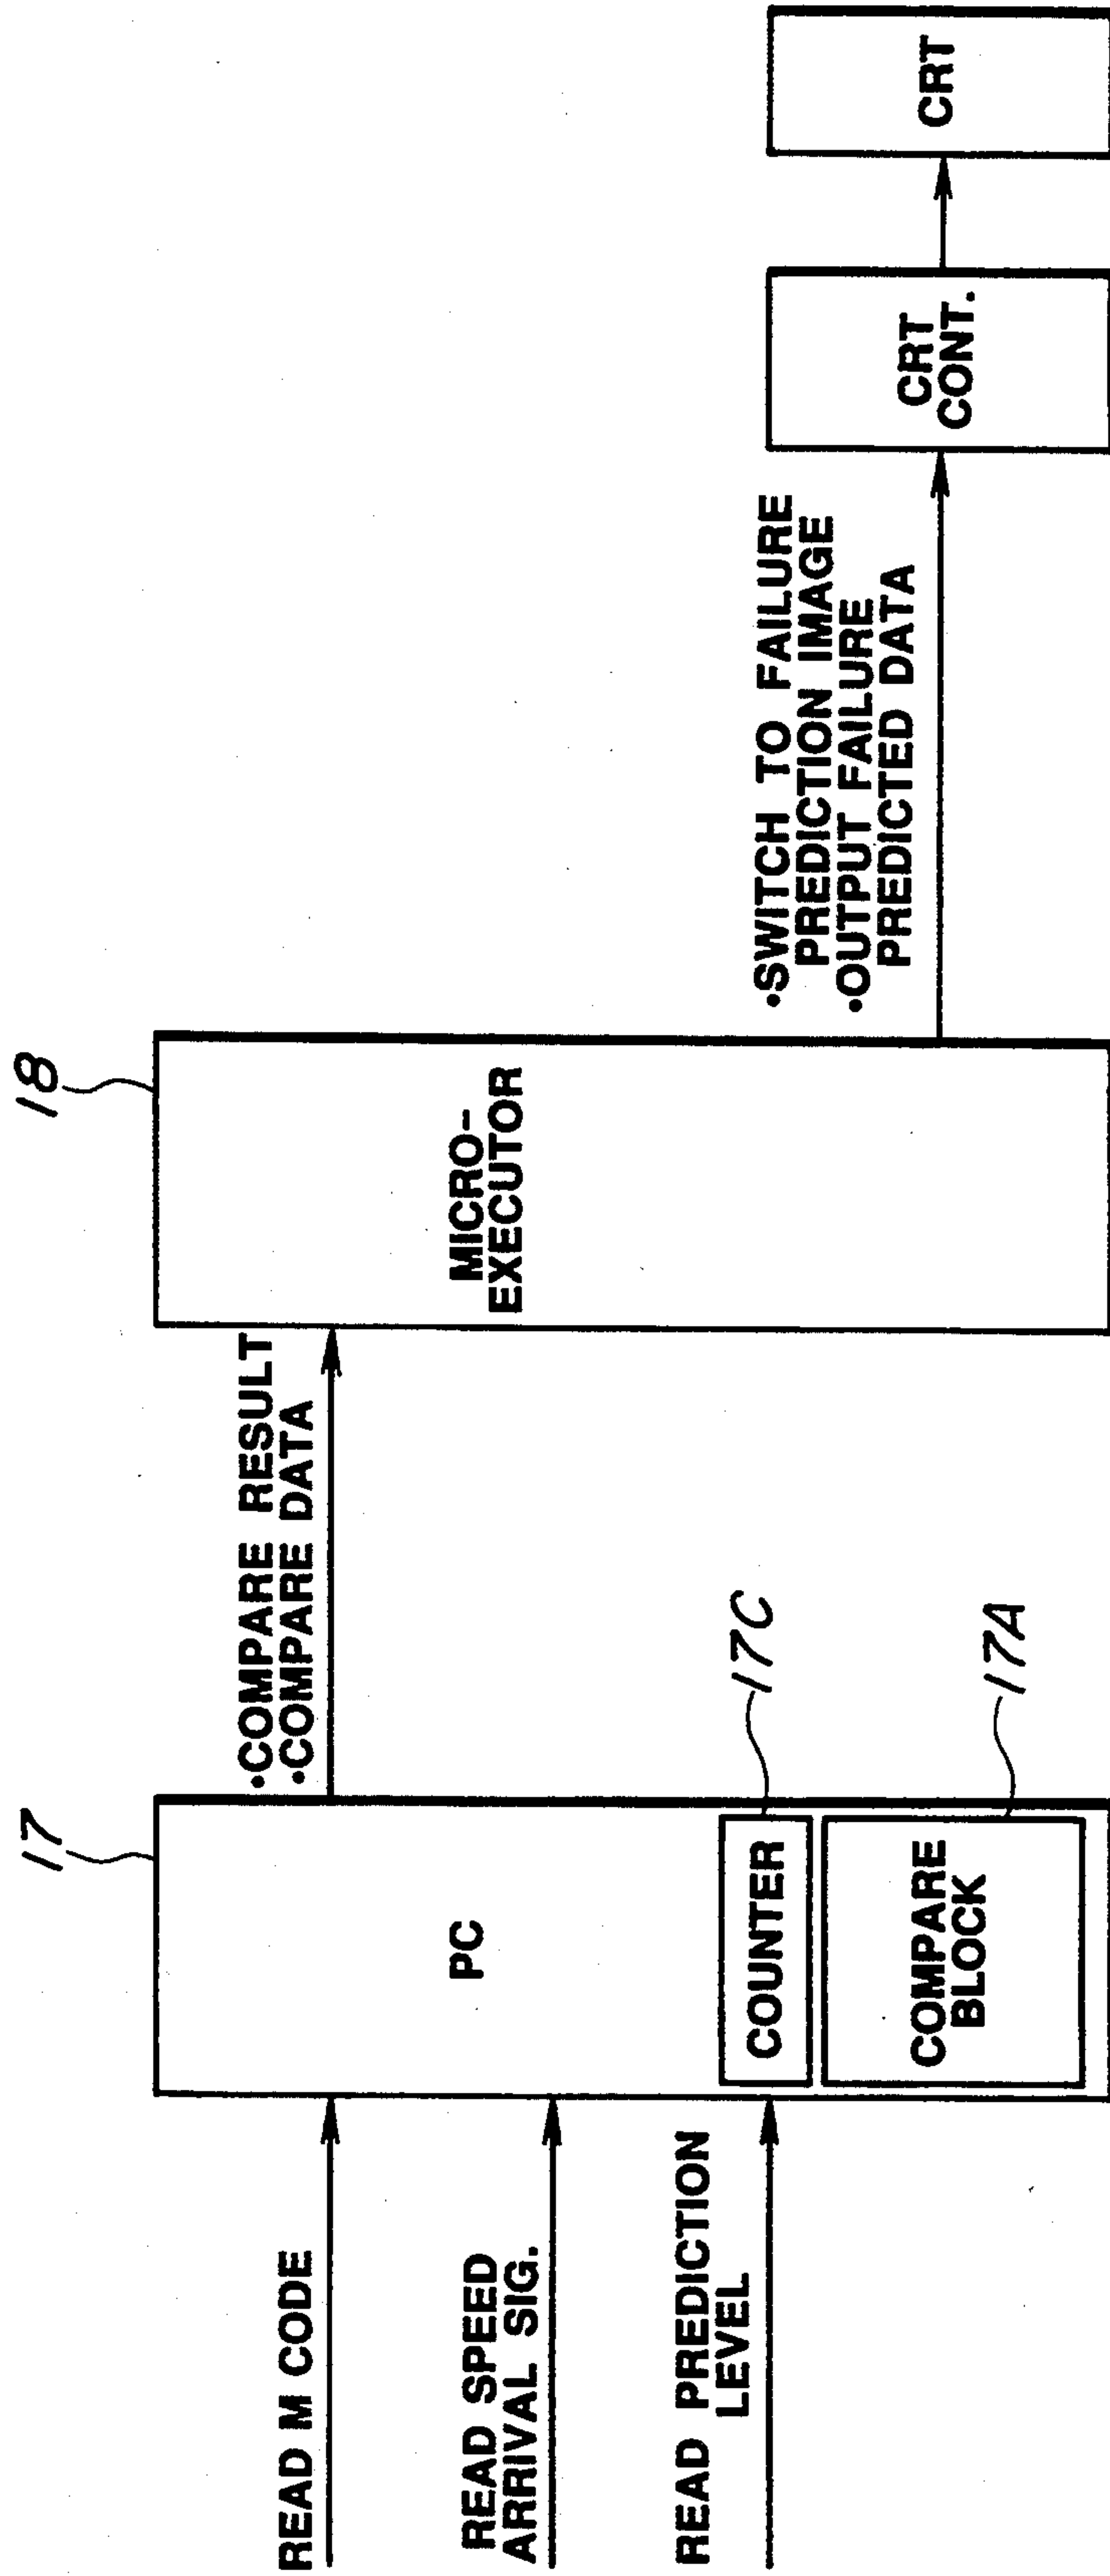 READ M CODE
READ SPEED
ARRIVAL SIG.
READ PREDICTION
LEVEL
17
PC
COUNTER
17C
COMPARE
BLOCK
17A
•COMPARE RESULT
•COMPARE DATA
18
MICRO-
EXECUTOR
•SWITCH TO FAILURE
PREDICTION IMAGE
•OUTPUT FAILURE
PREDICTED DATA
CRT
CONT.
CRT